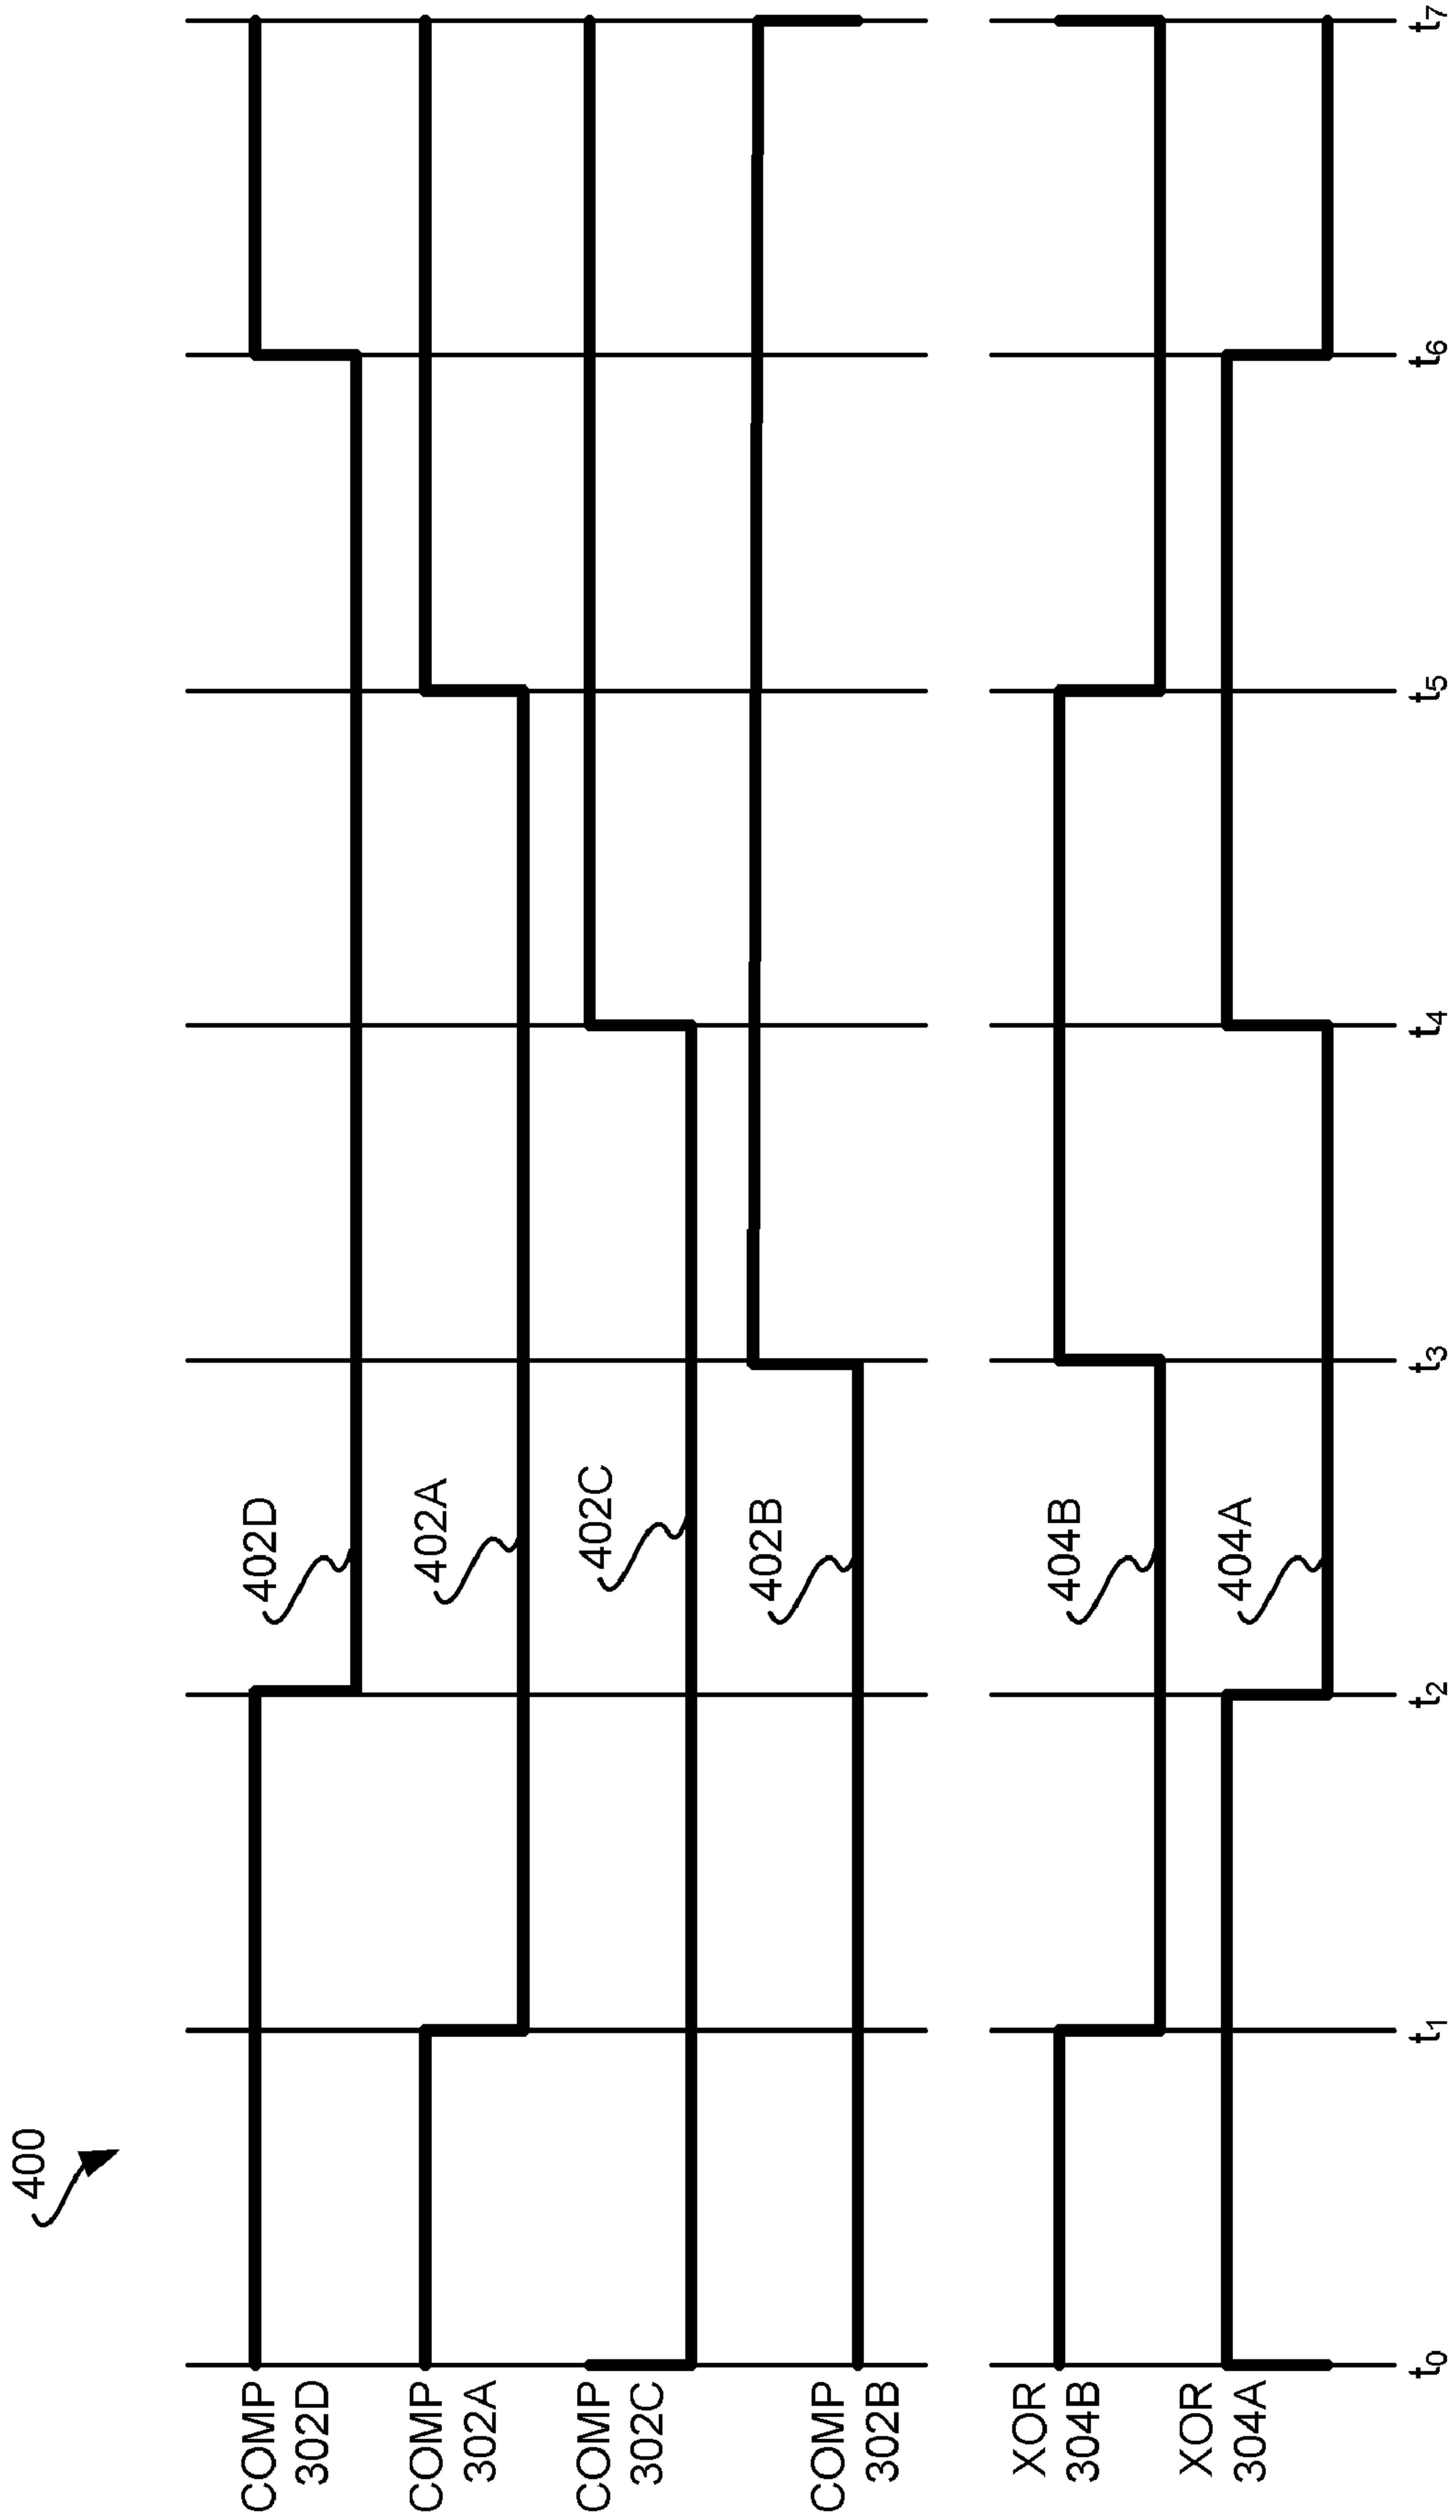 400
COMP
302D
402D
COMP
302A
402A
COMP
302C
402C
COMP
302B
402B
XOR
304B
404B
XOR
304A
404A
t0 t1 t2 t3 t4 t5 t6 t7